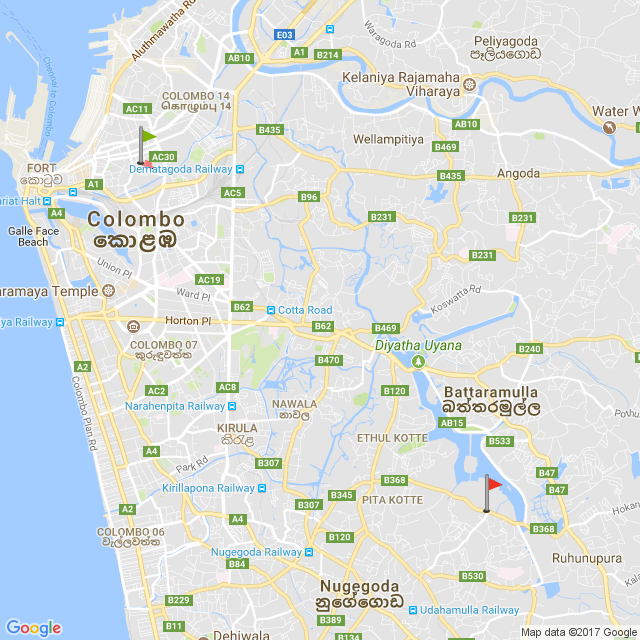 Aluthmawatha Rd
E03
A1
B214
Waragoda Rd
Peliyagoda
පෑලියගොඩ
AB10
Kelaniya Rajamaha
Viharaya
Chennai to Colombo
COLOMBO 14
கொழும்பு 14
AC11
B435
AB10
Water W
Wellampitiya
B469
B435
AC30
FORT
කොටුව
Dematagoda Railway
Angoda
A1
AC5
B96
ariat Halt
A4
Colombo
කොළඹ
B231
B231
Galle Face
Beach
B231
Union Pl
AC19
aramaya Temple
Ward Pl
Koswatta Rd
B62
Cotta Road
ya Railway
Horton Pl
B62
B469
COLOMBO 07
කුරුඳුවත්ත
Diyatha Uyana
B240
A2
B470
AC2
AC8
B120
Battaramulla
බත්තරමුල්ල
Colombo Plan Rd
Narahenpita Railway
NAWALA
නාවල
AB15
KIRULA
කිරුළ
ETHUL KOTTE
B533
Park Rd
B307
B47
Kirillapona Railway
B368
B47
B345
PITA KOTTE
A2
B307
A4
Hokan
B368
COLOMBO 06
වැල්ලවත්ත
B120
Nugegoda Railway
Ruhunupura
B84
B530
Nugegoda
නුගේගොඩ
B229
B11
Udahamulla Railway
B389
Dehiwala
B134
A4
Google
Map data ©2017 Google